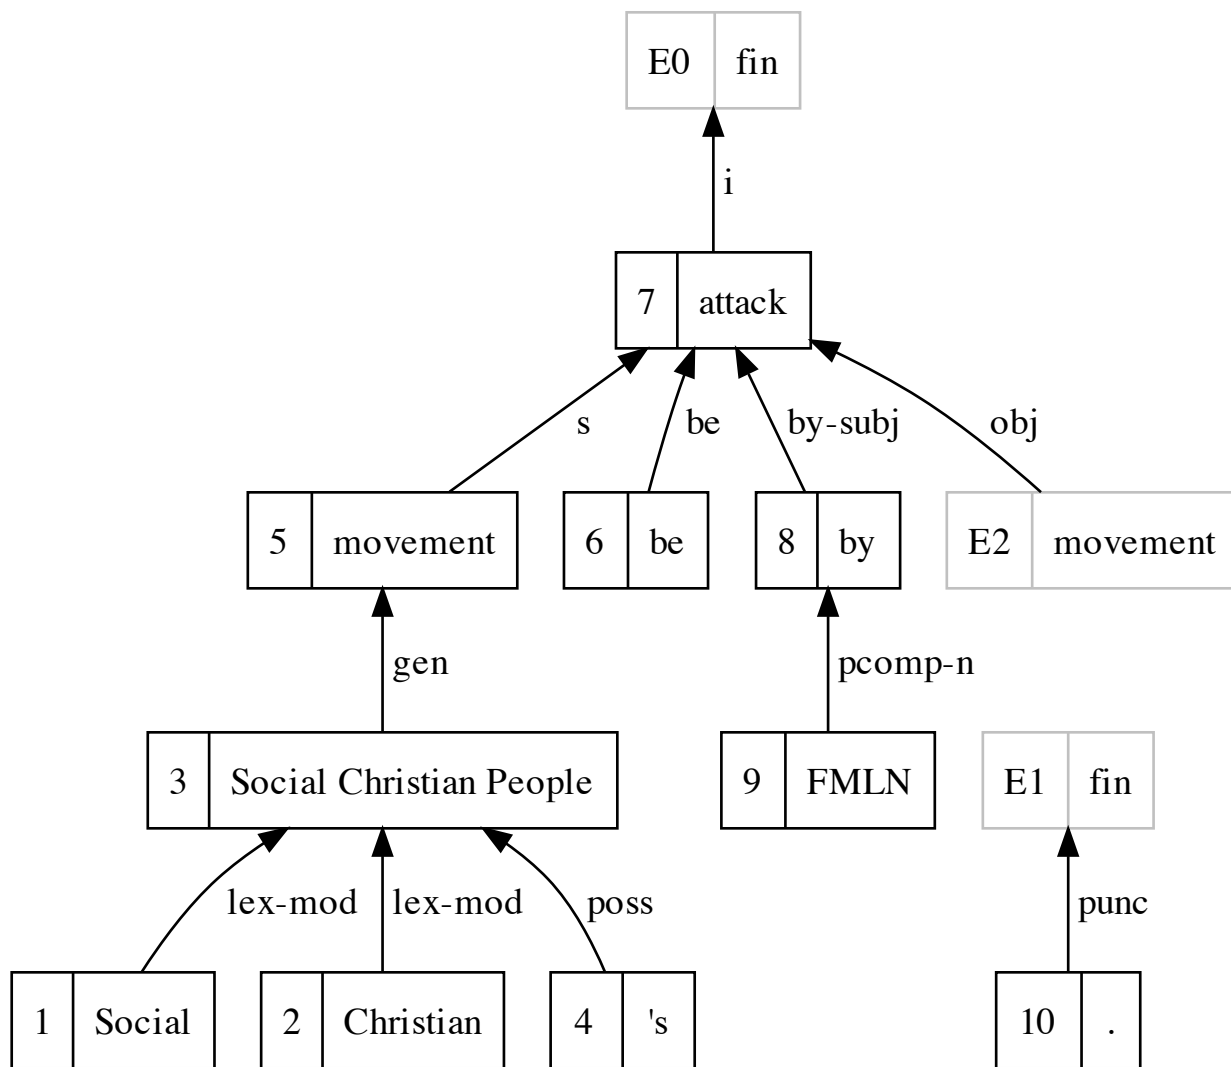 E0 fin
i
7 attack
s be by-subj obj
5 movement 6 be 8 by E2 movement
gen pcomp-n
3 Social Christian People 9 FMLN E1 fin
lex-mod lex-mod poss punc
1 Social 2 Christian 4 's 10 .